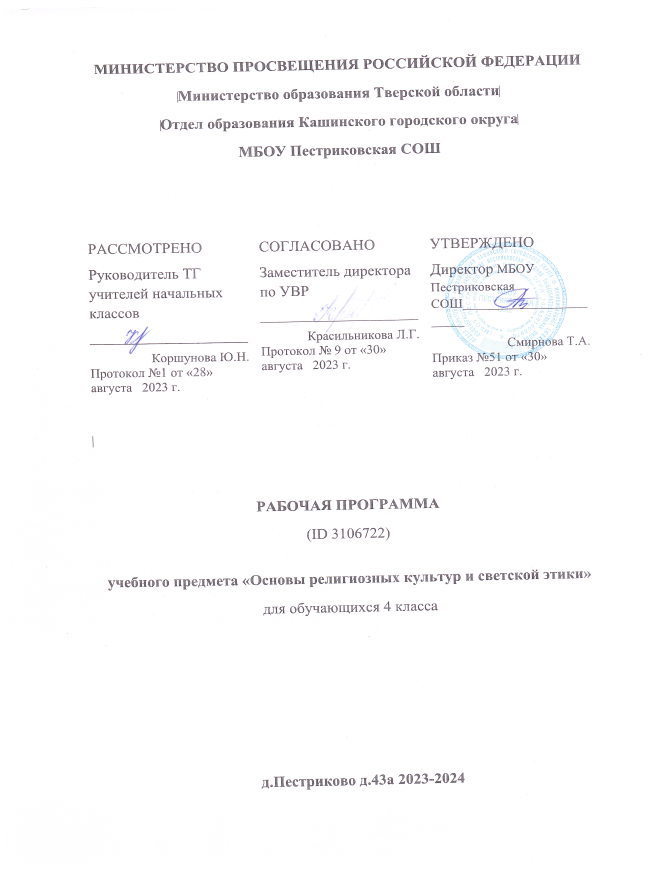 МИНИСТЕРСТВО ПРОСВЕЩЕНИЯ РОССИЙСКОЙ ФЕДЕРАЦИИ
Министерство образования Тверской области
Отдел образования Кашинского городского округа
МБОУ Пестриковская СОШ
РАССМОТРЕНО
Руководитель ТГ
учителей начальных
классов
Коршунова Ю.Н.
Протокол №1 от «28»
августа 2023 г.
СОГЛАСОВАНО
Заместитель директора
по УВР
Красильникова Л.Г.
Протокол № 9 от «30»
августа 2023 г.
УТВЕРЖДЕНО
Директор МБОУ
Пестриковская
СОШ
Смирнова Т.А.
Приказ №51 от «30»
августа 2023 г.
РАБОЧАЯ ПРОГРАММА
(ID 3106722)
учебного предмета «Основы религиозных культур и светской этики»
для обучающихся 4 класса
д.Пестриково д.43а 2023-2024